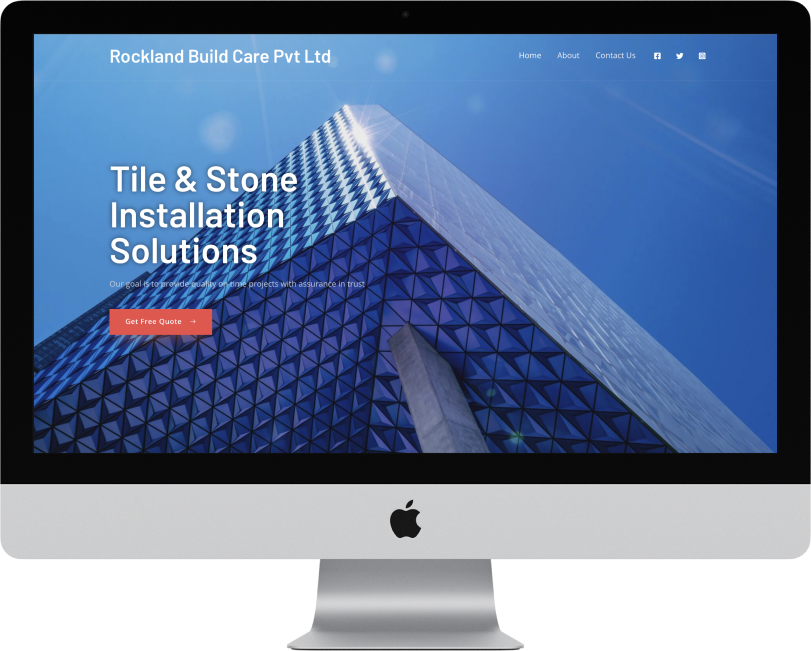 Rockland Build Care Pvt Ltd
Home About Contact Us
Tile & Stone
Installation
Solutions
Our goal is to provide quality on-time projects with assurance in trust
Get Free Quote →